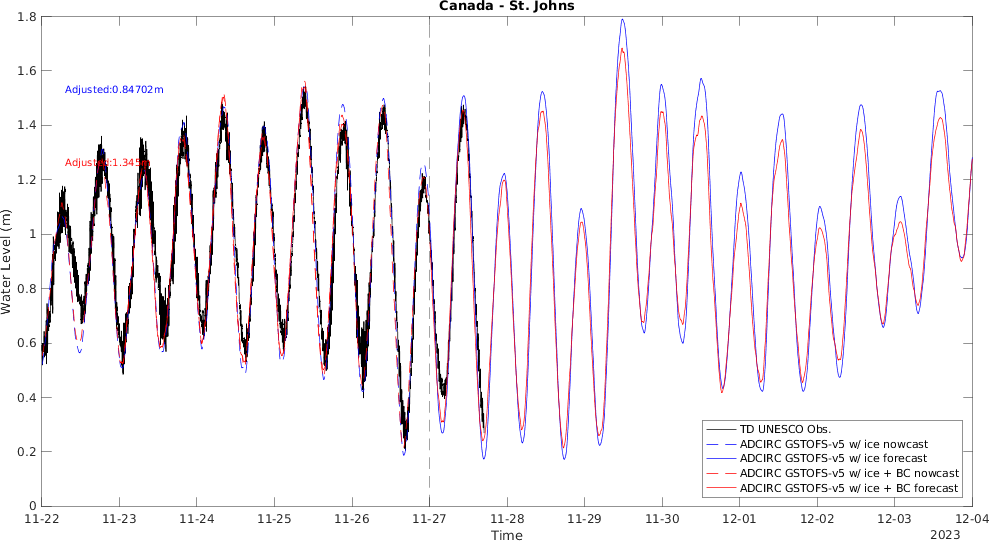 Canada - St. Johns
1.8
1.6
1.4
1.2
1
0.8
0.6
0.4
0.2
0
Water Level (m)
Adjusted:0.84702m
Adjusted:1.345
TD UNESCO Obs.
ADCIRC GSTOFS-v5 w/ ice nowcast
ADCIRC GSTOFS-v5 w/ ice forecast
ADCIRC GSTOFS-v5 w/ ice + BC nowcast
ADCIRC GSTOFS-v5 w/ ice + BC forecast
11-22 11-23 11-24 11-25 11-26 11-27 11-28 11-29 11-30 12-01 12-02 12-03 12-04
Time
2023